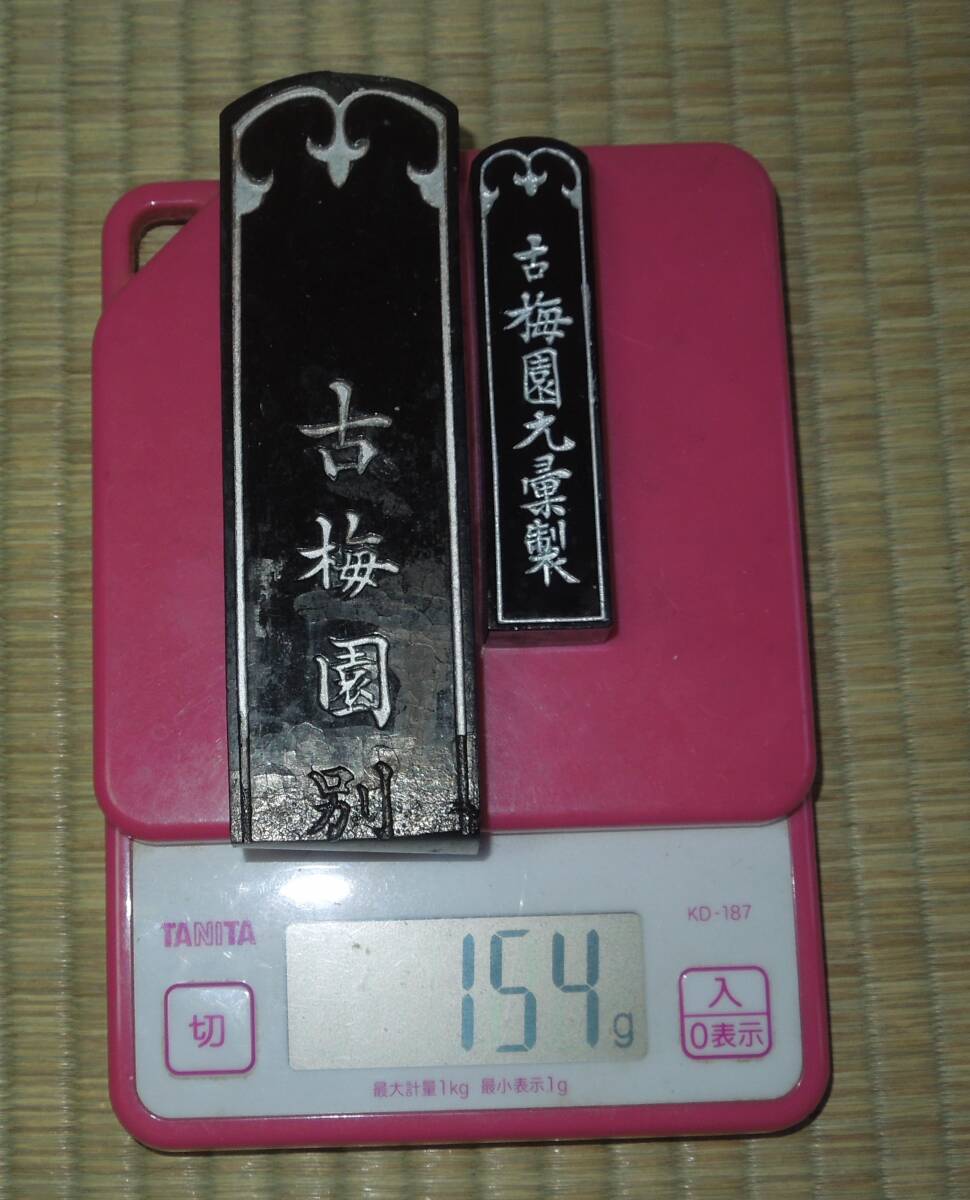 古梅園別
古梅園九彙製
TANITA
KD-187
154g
切
入
0表示
最大計量1kg 最小表示1g